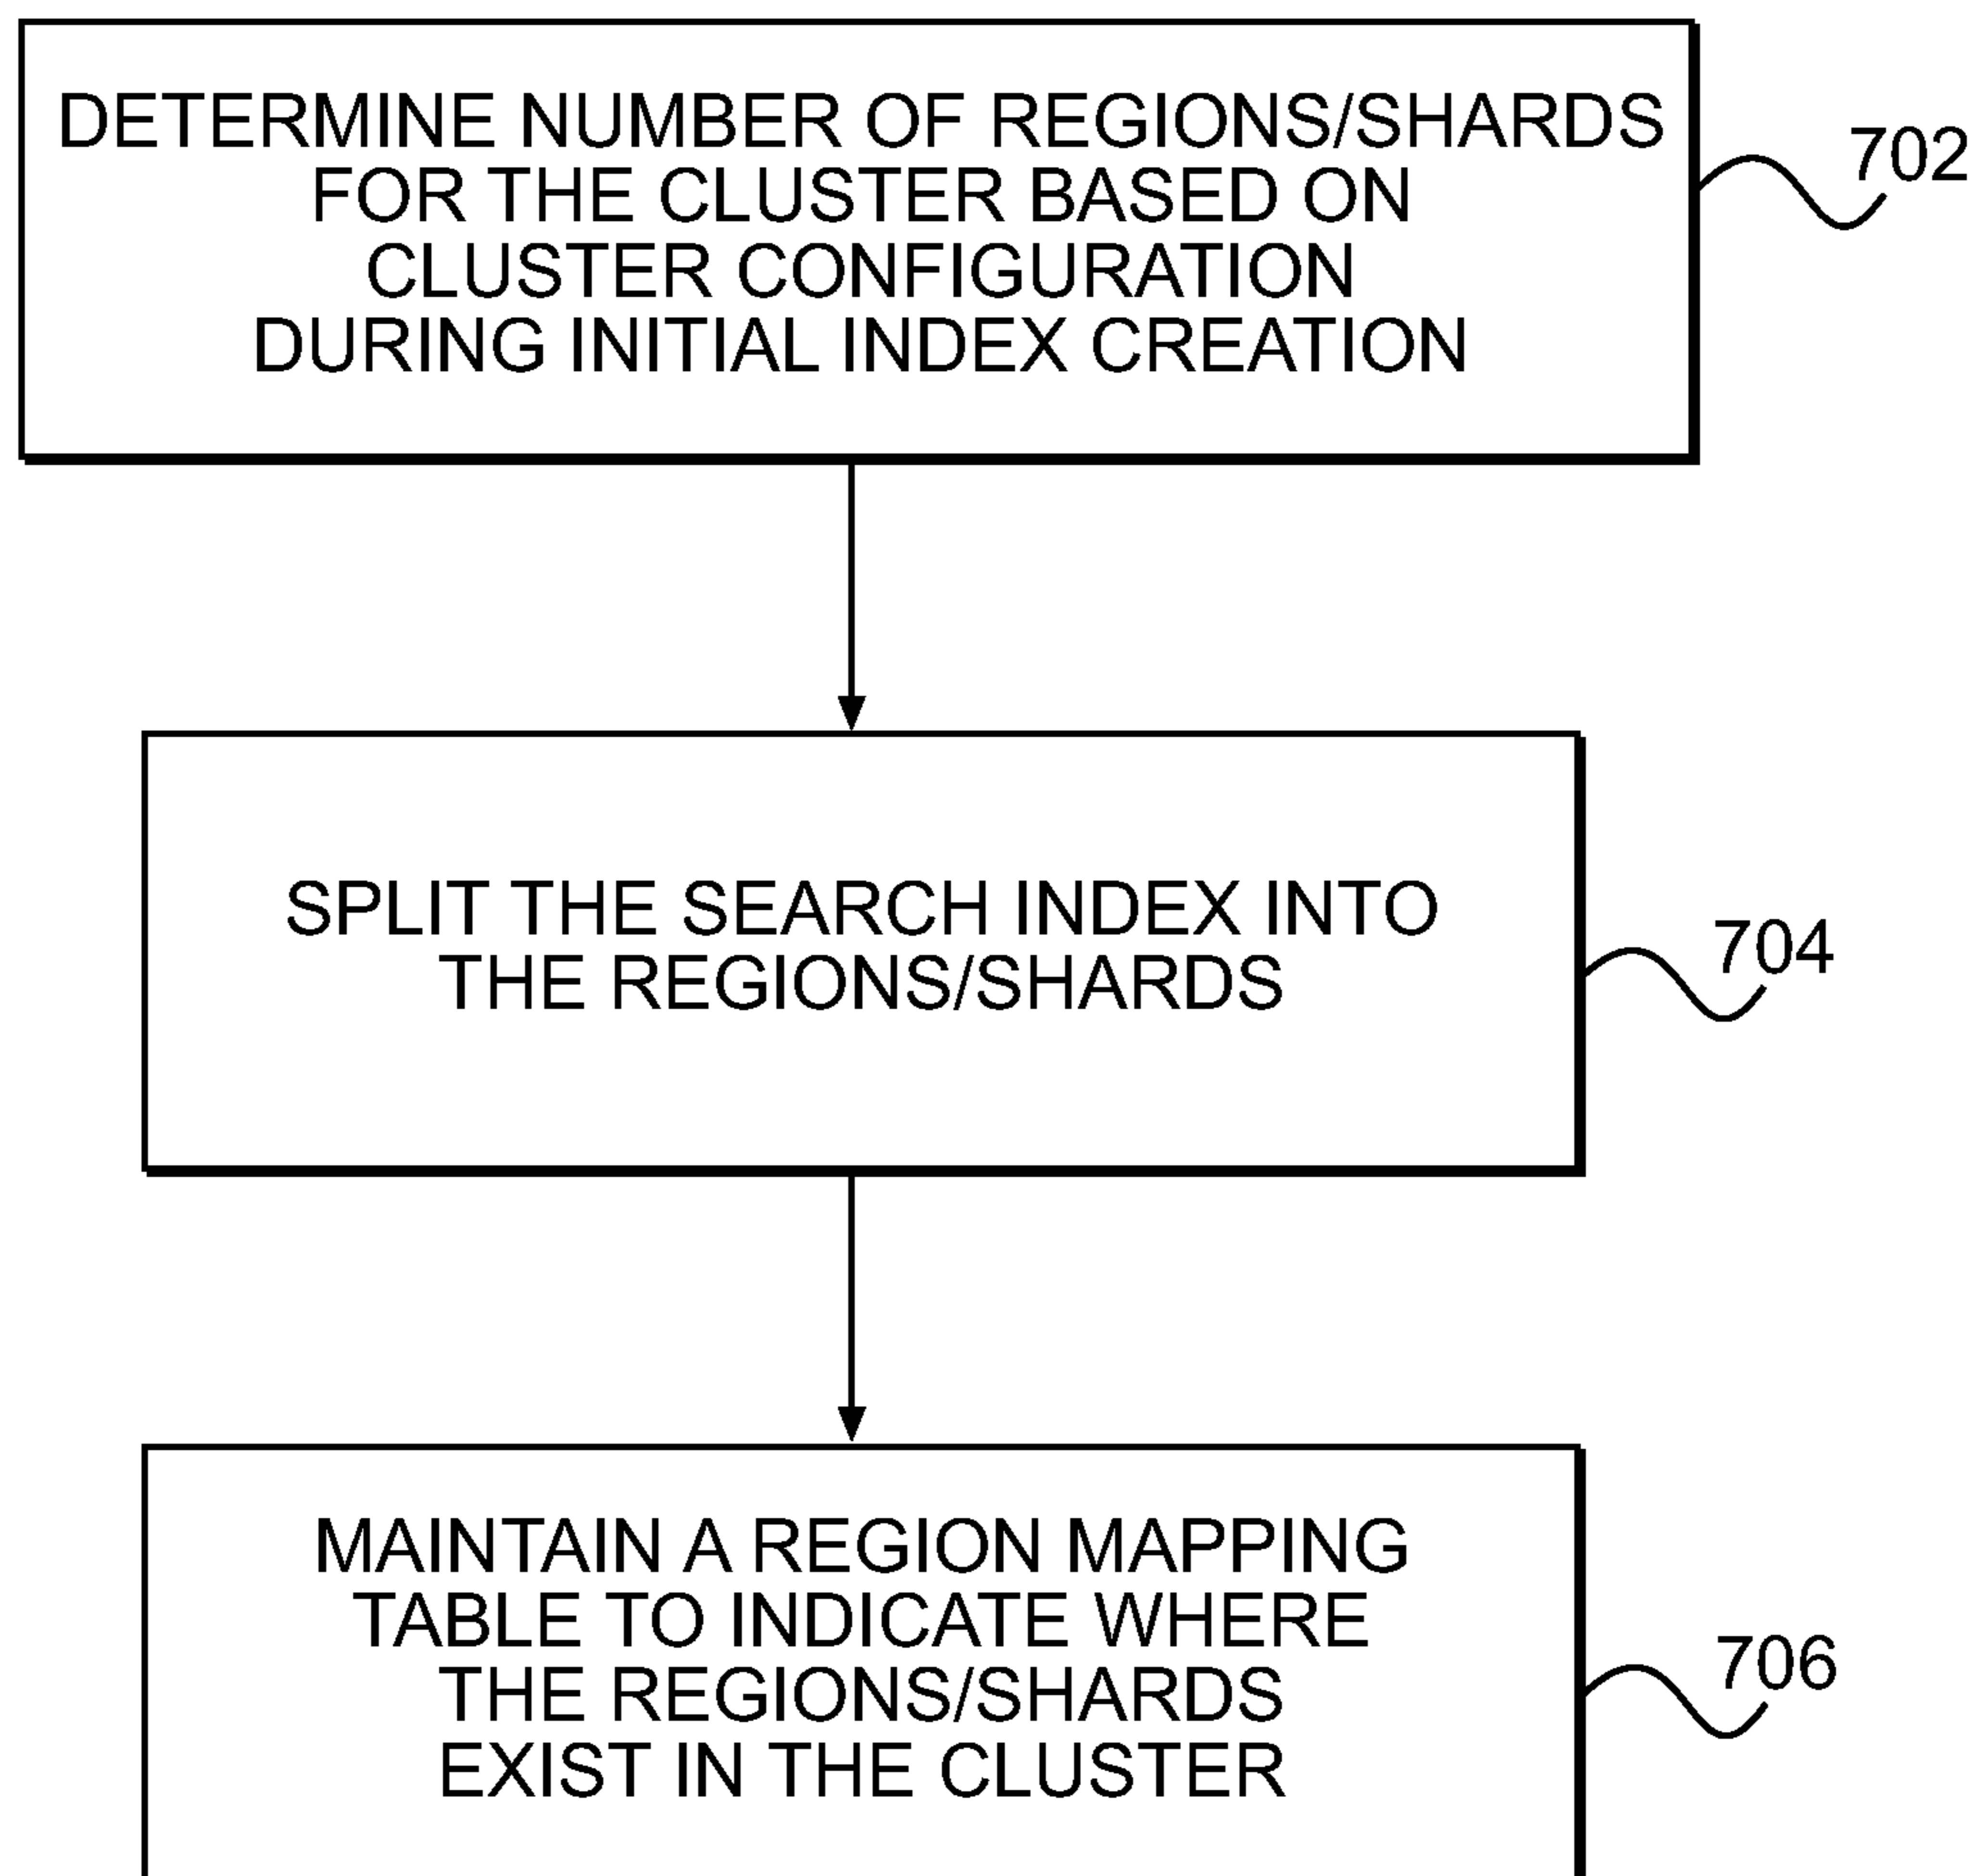 DETERMINE NUMBER OF REGIONS/SHARDS
FOR THE CLUSTER BASED ON
CLUSTER CONFIGURATION
DURING INITIAL INDEX CREATION
702
SPLIT THE SEARCH INDEX INTO
THE REGIONS/SHARDS
704
MAINTAIN A REGION MAPPING
TABLE TO INDICATE WHERE
THE REGIONS/SHARDS
EXIST IN THE CLUSTER
706